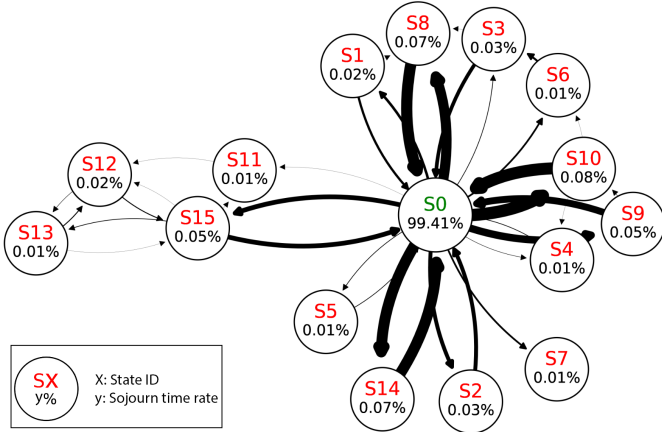 S8
0.07%
S3
0.03%
S1
0.02%
S6
0.01%
S12
0.02%
S11
0.01%
S10
0.08%
S0
99.41%
S15
0.05%
S13
0.01%
S9
0.05%
S4
0.01%
S5
0.01%
S7
0.01%
S14
0.07%
S2
0.03%
SX
y%
X: State ID
y: Sojourn time rate